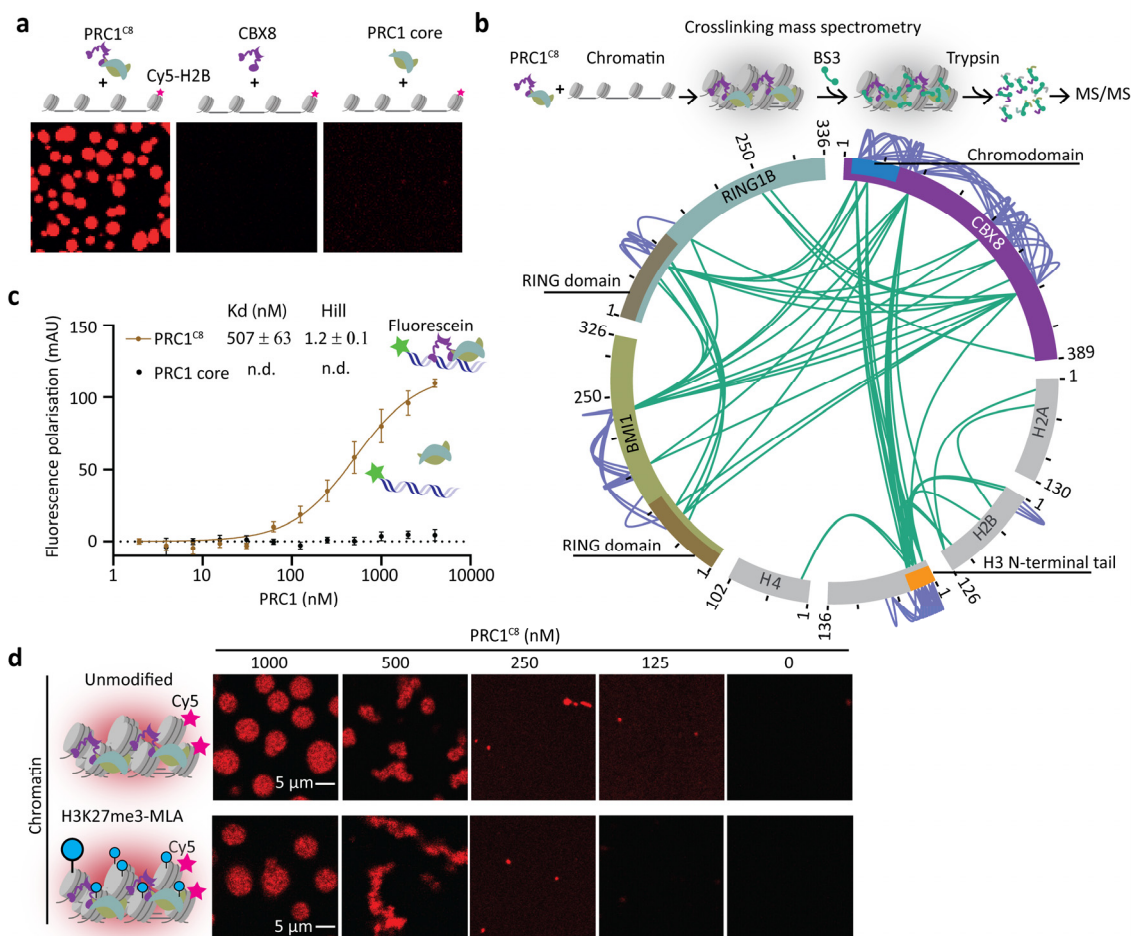 a
PRC1C8
CBX8
PRC1 core
+
+
+
Cy5-H2B
b
Crosslinking mass spectrometry
PRC1C8
Chromatin
BS3
Trypsin
+
MS/MS
336
1
250
Chromodomain
RING1B
CBX8
RING domain
1
326
389
1
250
H2A
BMI1
130
1
H2B
RING domain
H3 N-terminal tail
1
H4
126
102
1
136
1
c
Kd (nM)
Hill
PRC1C8
507 ± 63
1.2 ± 0.1
PRC1 core
n.d.
n.d.
Fluorescein
Fluorescence polarisation (mAU)
150
100
50
0
1
10
100
1000
10000
PRC1 (nM)
d
PRC1C8 (nM)
1000
500
250
125
0
Chromatin
Unmodified
Cy5
5 µm
5 µm
H3K27me3-MLA
Cy5
5 µm
5 µm